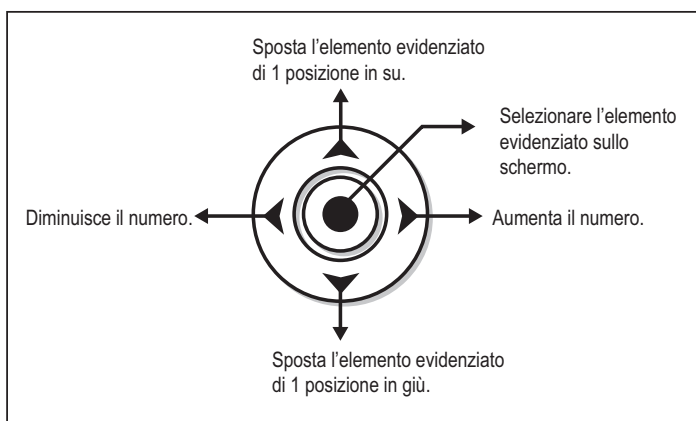 Sposta l’elemento evidenziato
di 1 posizione in su.
Selezionare l’elemento
evidenziato sullo
schermo.
Diminuisce il numero.
Aumenta il numero.
Sposta l’elemento evidenziato
di 1 posizione in giù.